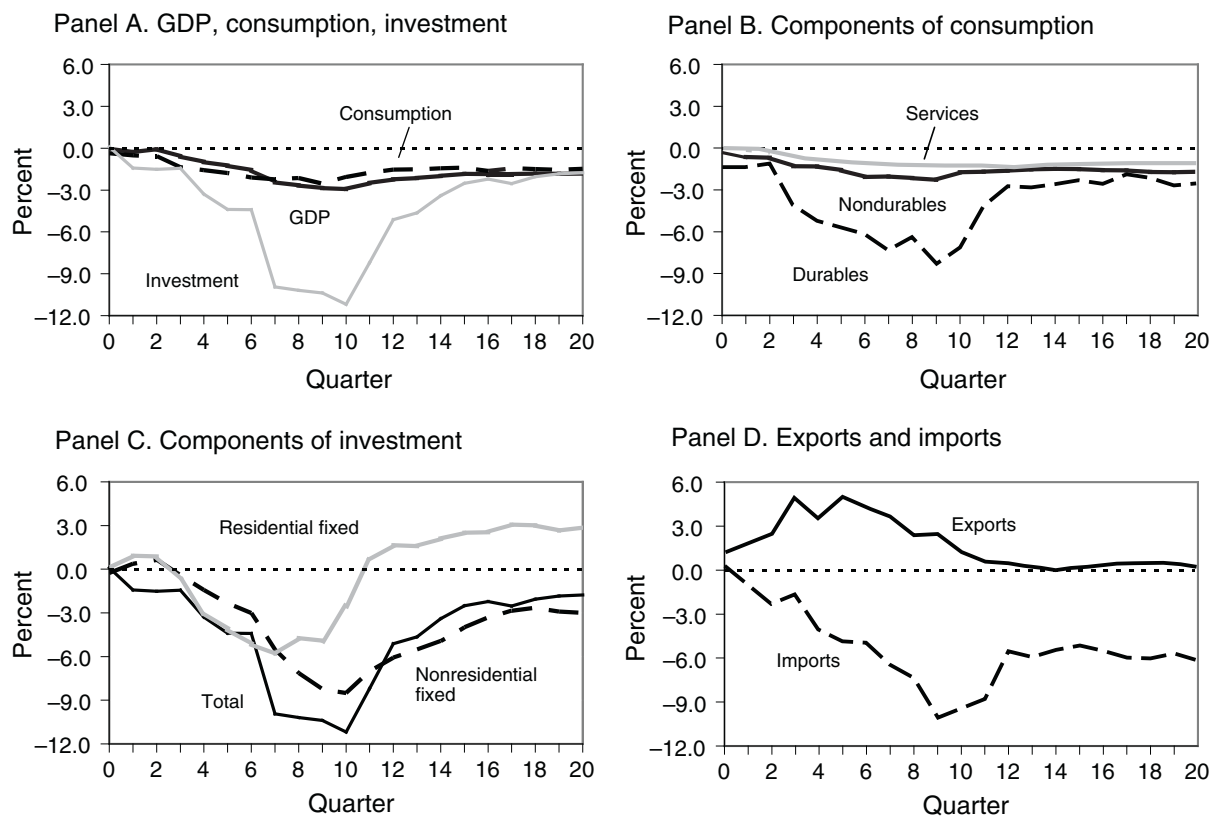 Panel A. GDP, consumption, investment
6.0
3.0
0.0
–3.0
–6.0
–9.0
–12.0
Percent
Consumption
GDP
Investment
0 2 4 6 8 10 12 14 16 18 20
Quarter
Panel B. Components of consumption
6.0
3.0
0.0
–3.0
–6.0
–9.0
–12.0
Percent
Services
Nondurables
Durables
0 2 4 6 8 10 12 14 16 18 20
Quarter
Panel C. Components of investment
6.0
3.0
0.0
–3.0
–6.0
–9.0
–12.0
Percent
Residential fixed
Nonresidential
fixed
Total
0 2 4 6 8 10 12 14 16 18 20
Quarter
Panel D. Exports and imports
6.0
3.0
0.0
–3.0
–6.0
–9.0
–12.0
Percent
Exports
Imports
0 2 4 6 8 10 12 14 16 18 20
Quarter